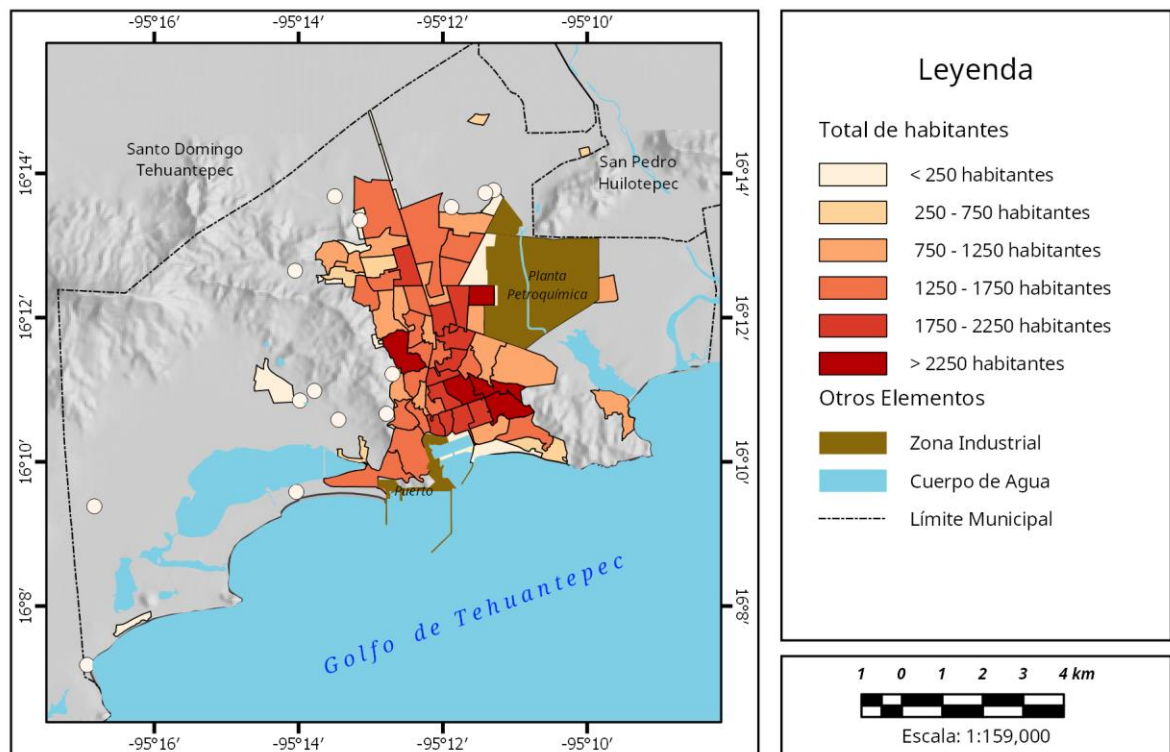 -95°16′
-95°14′
-95°12′
-95°10′
16°14′
16°12′
16°10′
16°8′
Santo Domingo
Tehuantepec
San Pedro
Huilotepec
Planta
Petroquímica
Puerto
Golfo de Tehuantepec
16°14′
16°12′
16°10′
16°8′
-95°16′
-95°14′
-95°12′
-95°10′
Leyenda
Total de habitantes
< 250 habitantes
250 - 750 habitantes
750 - 1250 habitantes
1250 - 1750 habitantes
1750 - 2250 habitantes
> 2250 habitantes
Otros Elementos
Zona Industrial
Cuerpo de Agua
Límite Municipal
1 0 1 2 3 4 km
Escala: 1:159,000